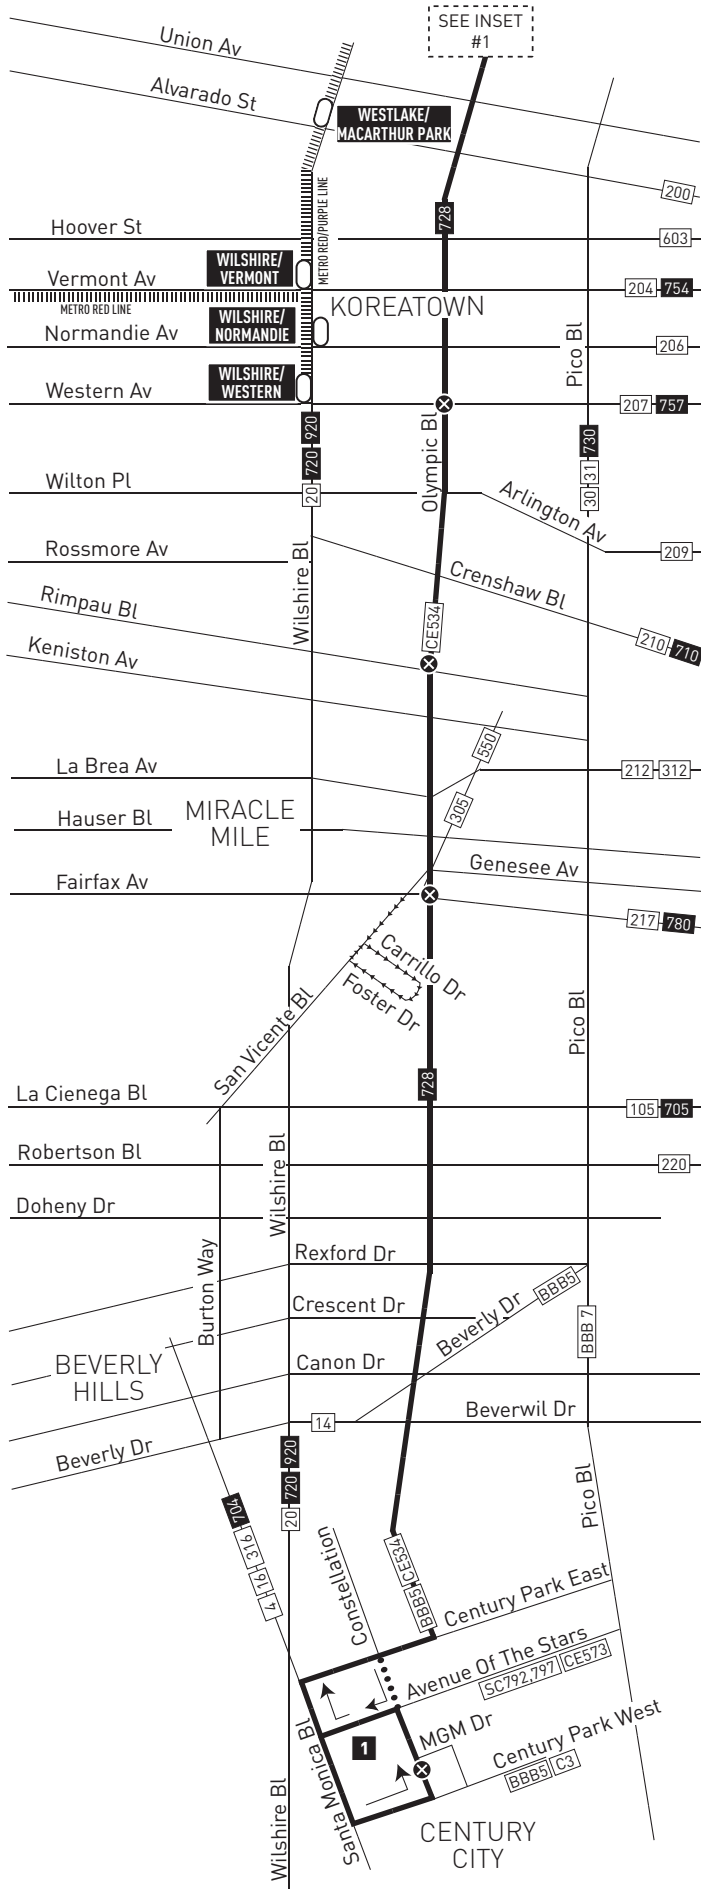 SEE INSET
#1
Union Av
Alvarado St
WESTLAKE/
MACARTHUR PARK
200
METRO RED/PURPLE LINE
728
Hoover St
603
WILSHIRE/
VERMONT
Vermont Av
204 754
METRO RED LINE
KOREATOWN
WILSHIRE/
NORMANDIE
Normandie Av
206
Pico Bl
WILSHIRE/
WESTERN
Western Av
207 757
20 720 920
Olympic Bl
30 31 730
Wilton Pl
Arlington Av
209
Rossmore Av
Wilshire Bl
Crenshaw Bl
Rimpau Bl
CE534
210 710
Keniston Av
550
La Brea Av
212 312
305
Hauser Bl
MIRACLE
MILE
Genesee Av
Fairfax Av
217 780
Carrillo Dr
Foster Dr
San Vicente Bl
Pico Bl
728
La Cienega Bl
105 705
Robertson Bl
220
Wilshire Bl
Doheny Dr
Rexford Dr
Burton Way
BBB5
Crescent Dr
Beverly Dr
BBB 7
BEVERLY
HILLS
Canon Dr
14
Beverwil Dr
Beverly Dr
20 720 920
Pico Bl
4 16 316 704
Constellation
BBB5 CE534
Century Park East
Avenue Of The Stars
SC792,797 CE573
1
MGM Dr
Century Park West
BBB5 C3
Santa Monica Bl
Wilshire Bl
CENTURY
CITY